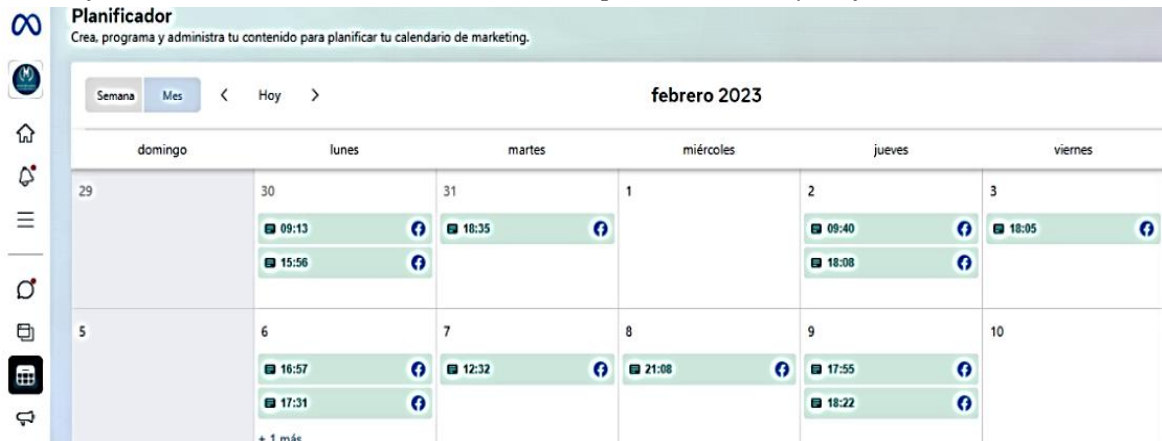 Planificador
Crea, programa y administra tu contenido para planificar tu calendario de marketing.
Semana Mes < Hoy > febrero 2023
domingo lunes martes miércoles jueves viernes
29 30 31 1 2 3
09:13 18:35 09:40 18:05
15:56 18:08
5 6 7 8 9 10
16:57 12:32 21:08 17:55
17:31 18:22
+ 1 más